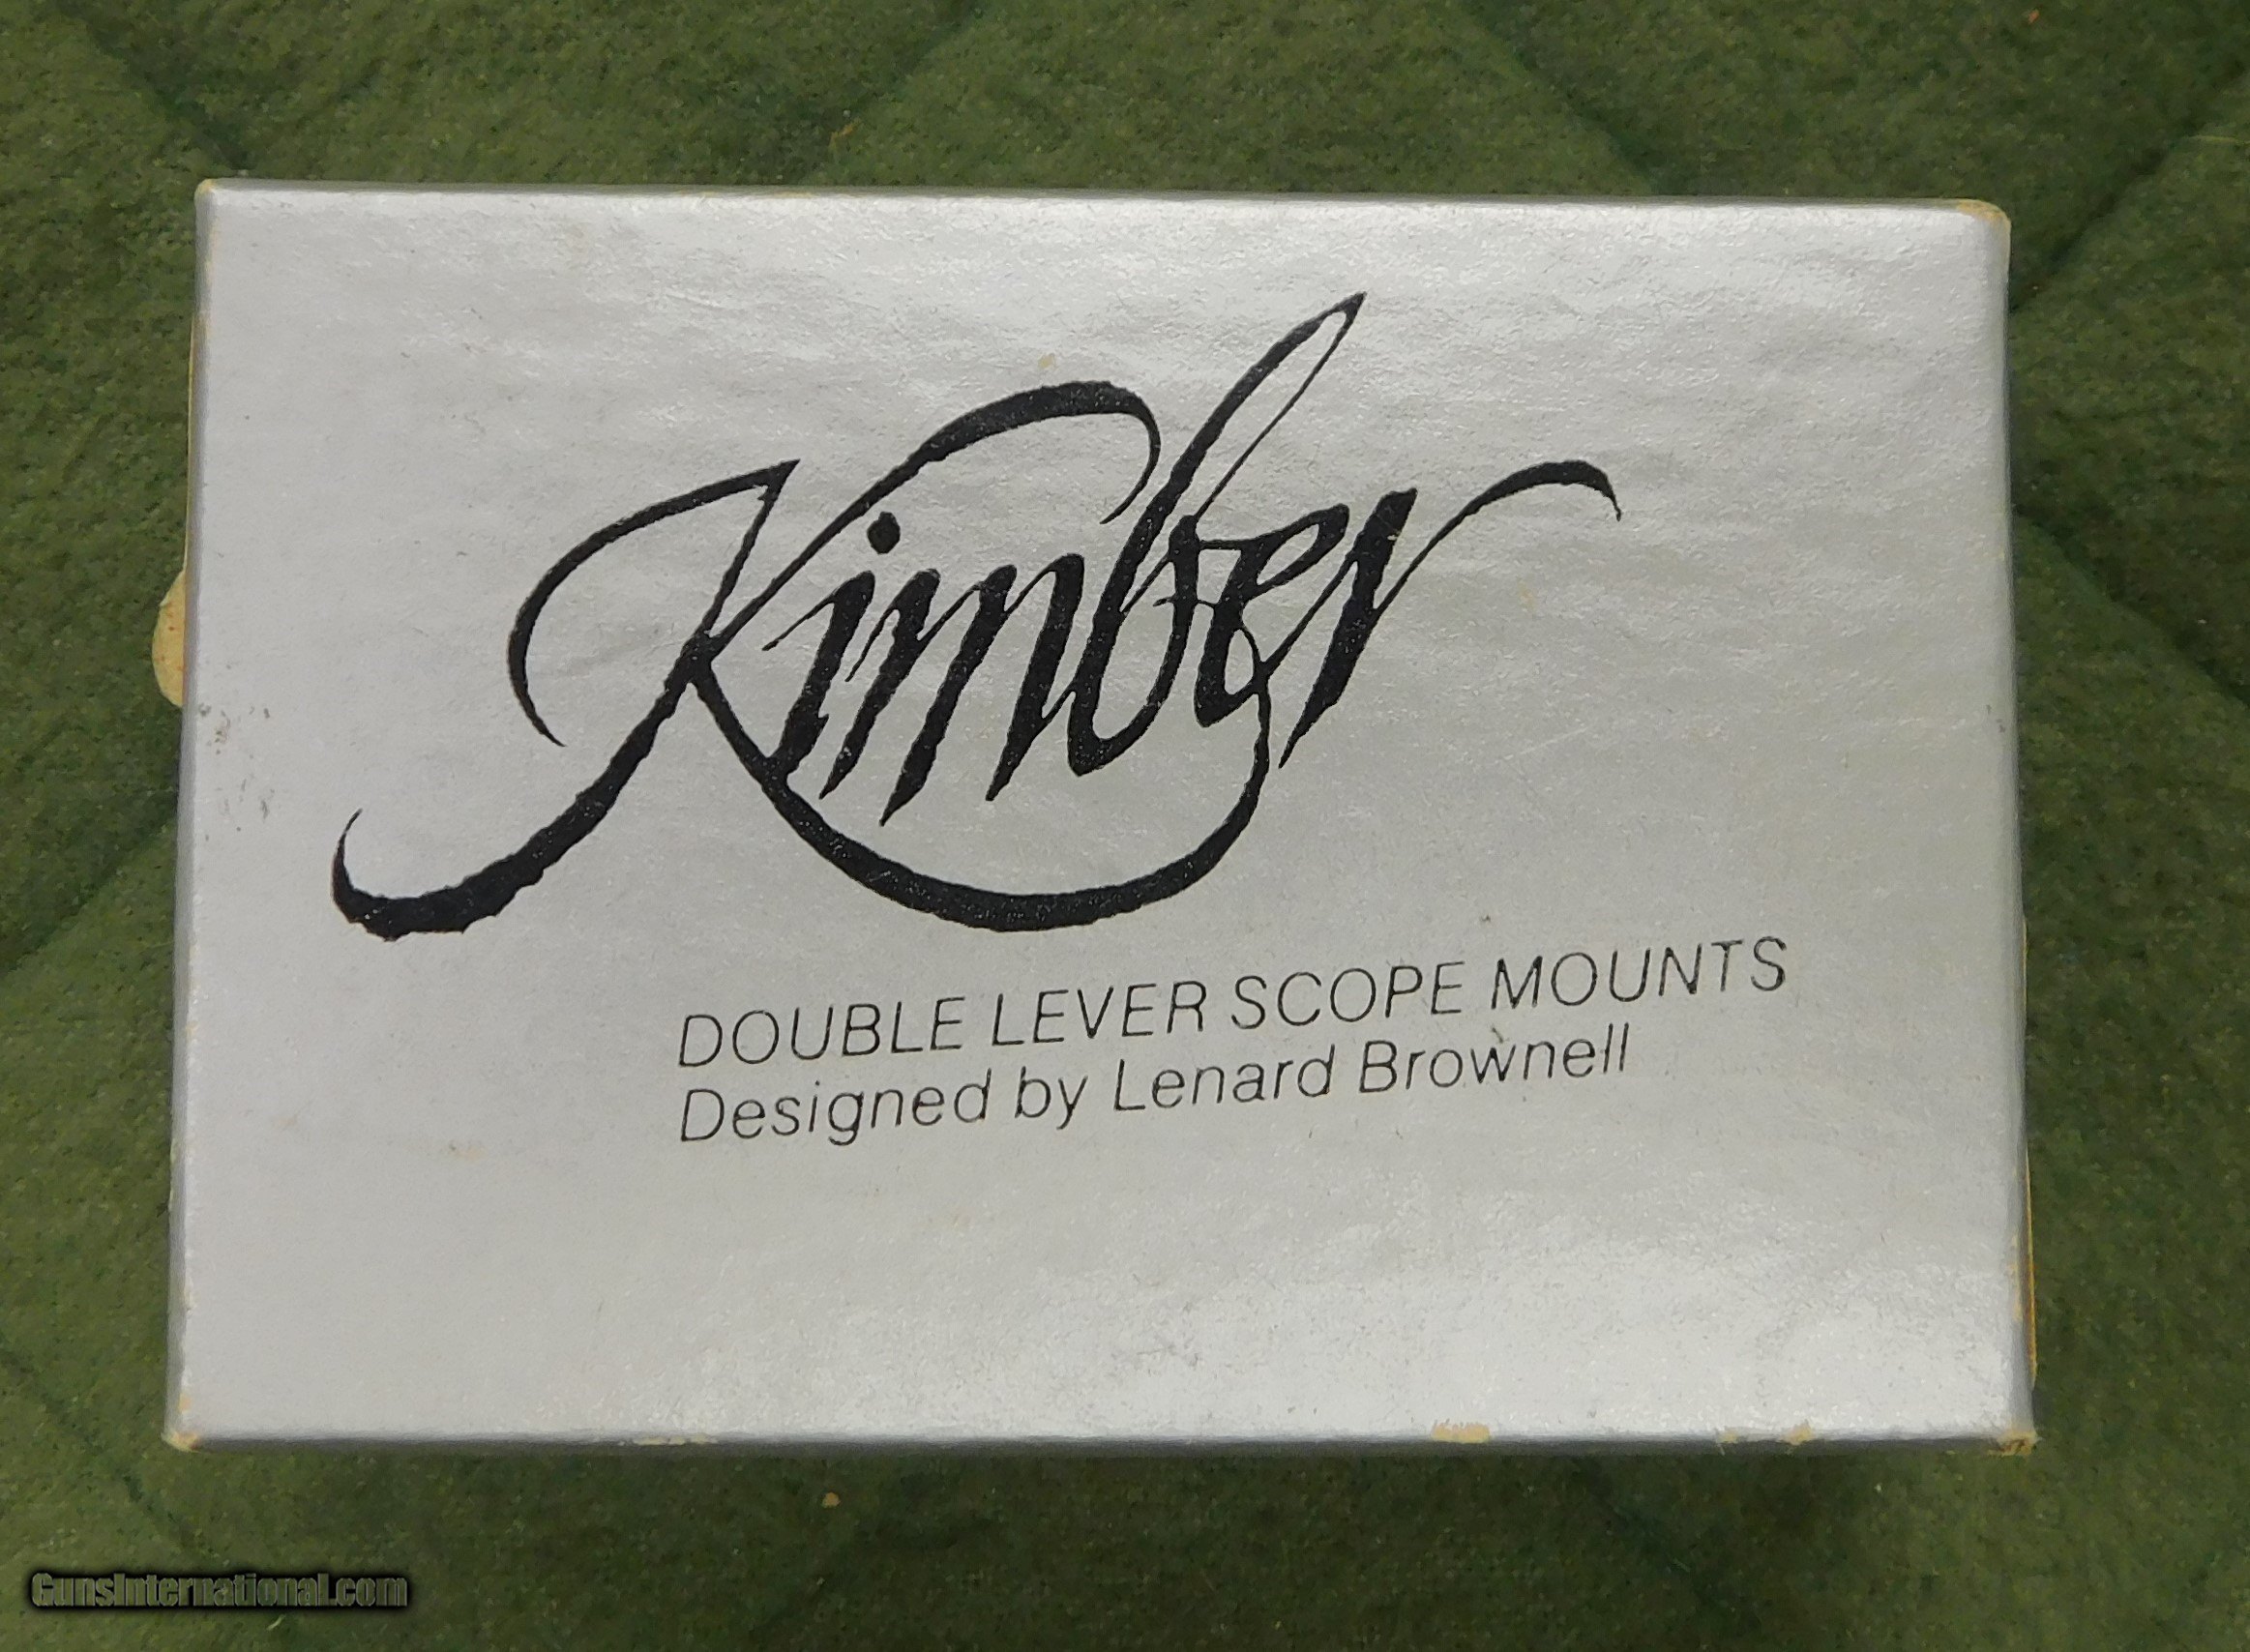 Kimber
DOUBLE LEVER SCOPE MOUNTS
Designed by Lenard Brownell
GunsInternational.com